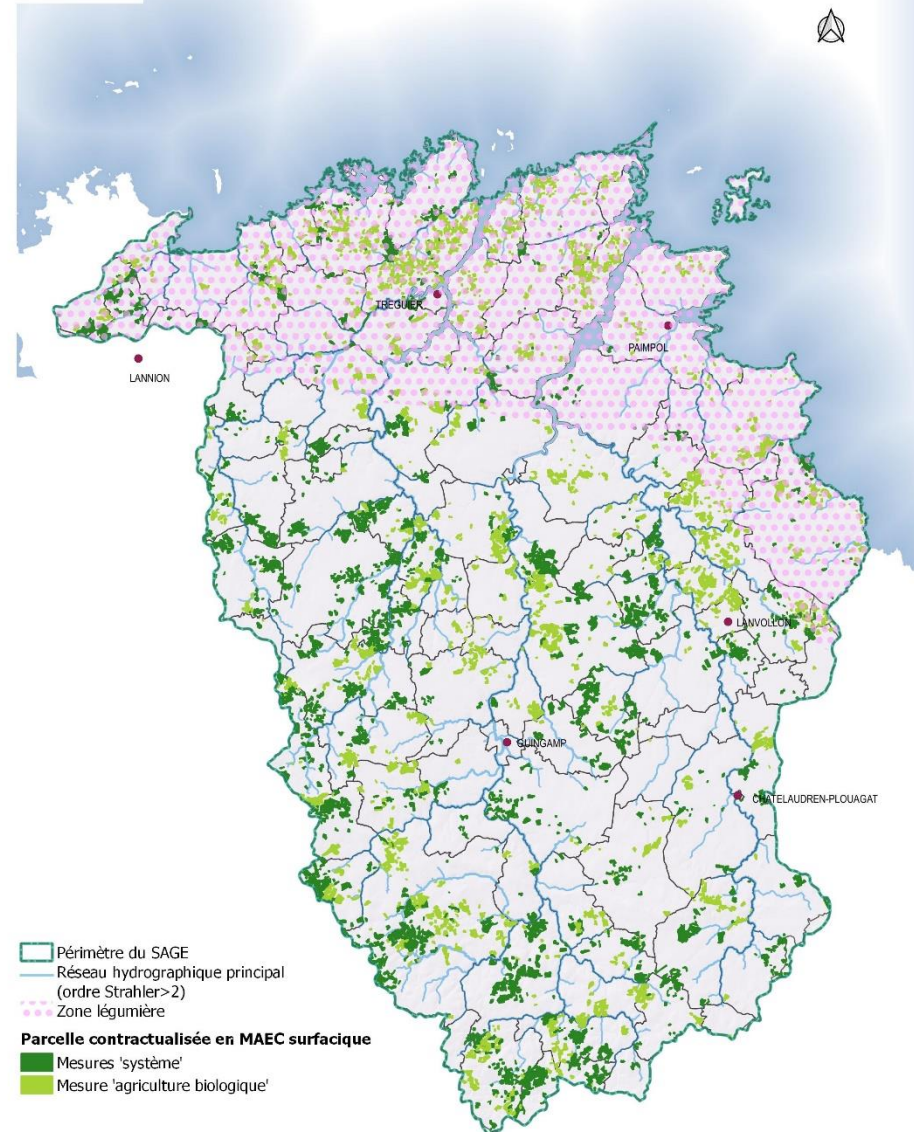 TREGUIER
PAIMPOL
LANNION
LANVOLLON
GUINGAMP
CHATELAUDREN-PLOUAGAT
Périmètre du SAGE
Réseau hydrographique principal
(ordre Strahler>2)
Zone légumière
Parcelle contractualisée en MAEC surfacique
Mesures 'système'
Mesure 'agriculture biologique'